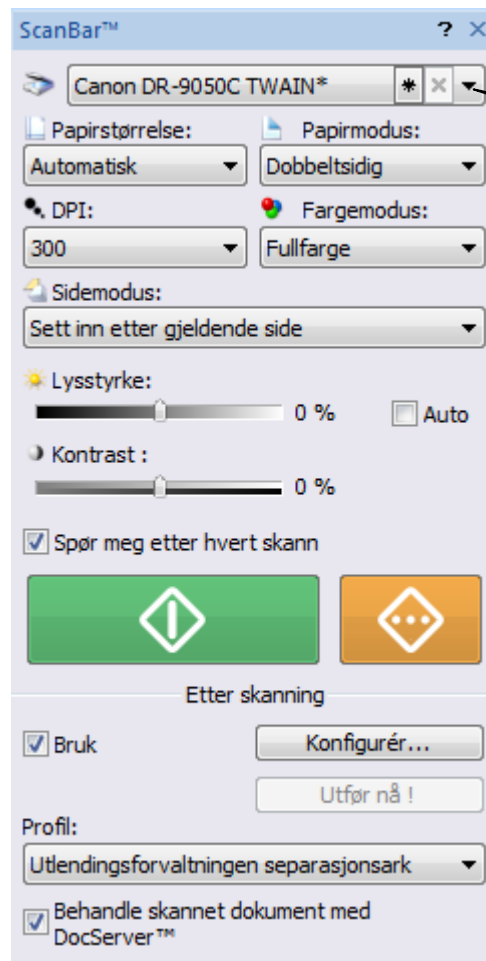 ScanBar™ ?
Canon DR-9050C TWAIN*
Papirstørrelse: Papirmodus:
Automatisk Dobbeltsidig
DPI: Fargemodus:
300 Fullfarge
Sidemodus:
Sett inn etter gjeldende side
Lysstyrke:
0 % Auto
Kontrast :
0 %
Spør meg etter hvert skann
Etter skanning
Bruk Konfigurér...
Utfør nå !
Profil:
Utlendingsforvaltningen separasjonsark
Behandle skannet dokument med
DocServer™